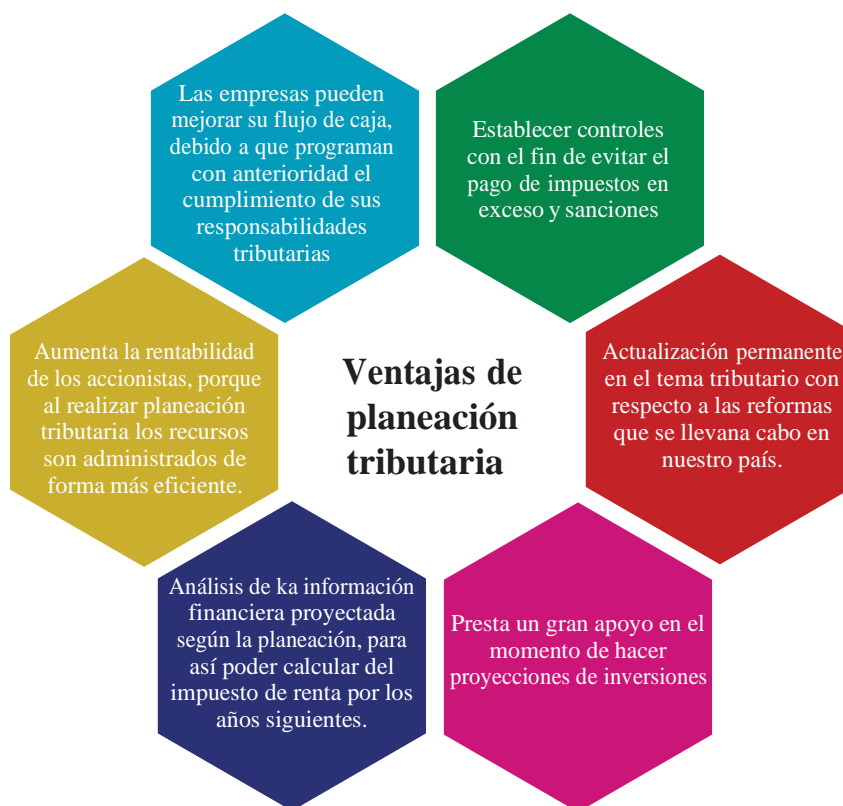 Las empresas pueden
mejorar su flujo de caja,
debido a que programan
con anterioridad el
cumplimiento de sus
responsabilidades
tributarias
Establecer controles
con el fin de evitar el
pago de impuestos en
exceso y sanciones
Aumenta la rentabilidad
de los accionistas, porque
al realizar planeación
tributaria los recursos
son administrados de
forma más eficiente.
Ventajas de
planeación
tributaria
Actualización permanente
en el tema tributario con
respecto a las reformas
que se llevana cabo en
nuestro país.
Análisis de ka información
financiera proyectada
según la planeación, para
así poder calcular del
impuesto de renta por los
años siguientes.
Presta un gran apoyo en el
momento de hacer
proyecciones de inversiones